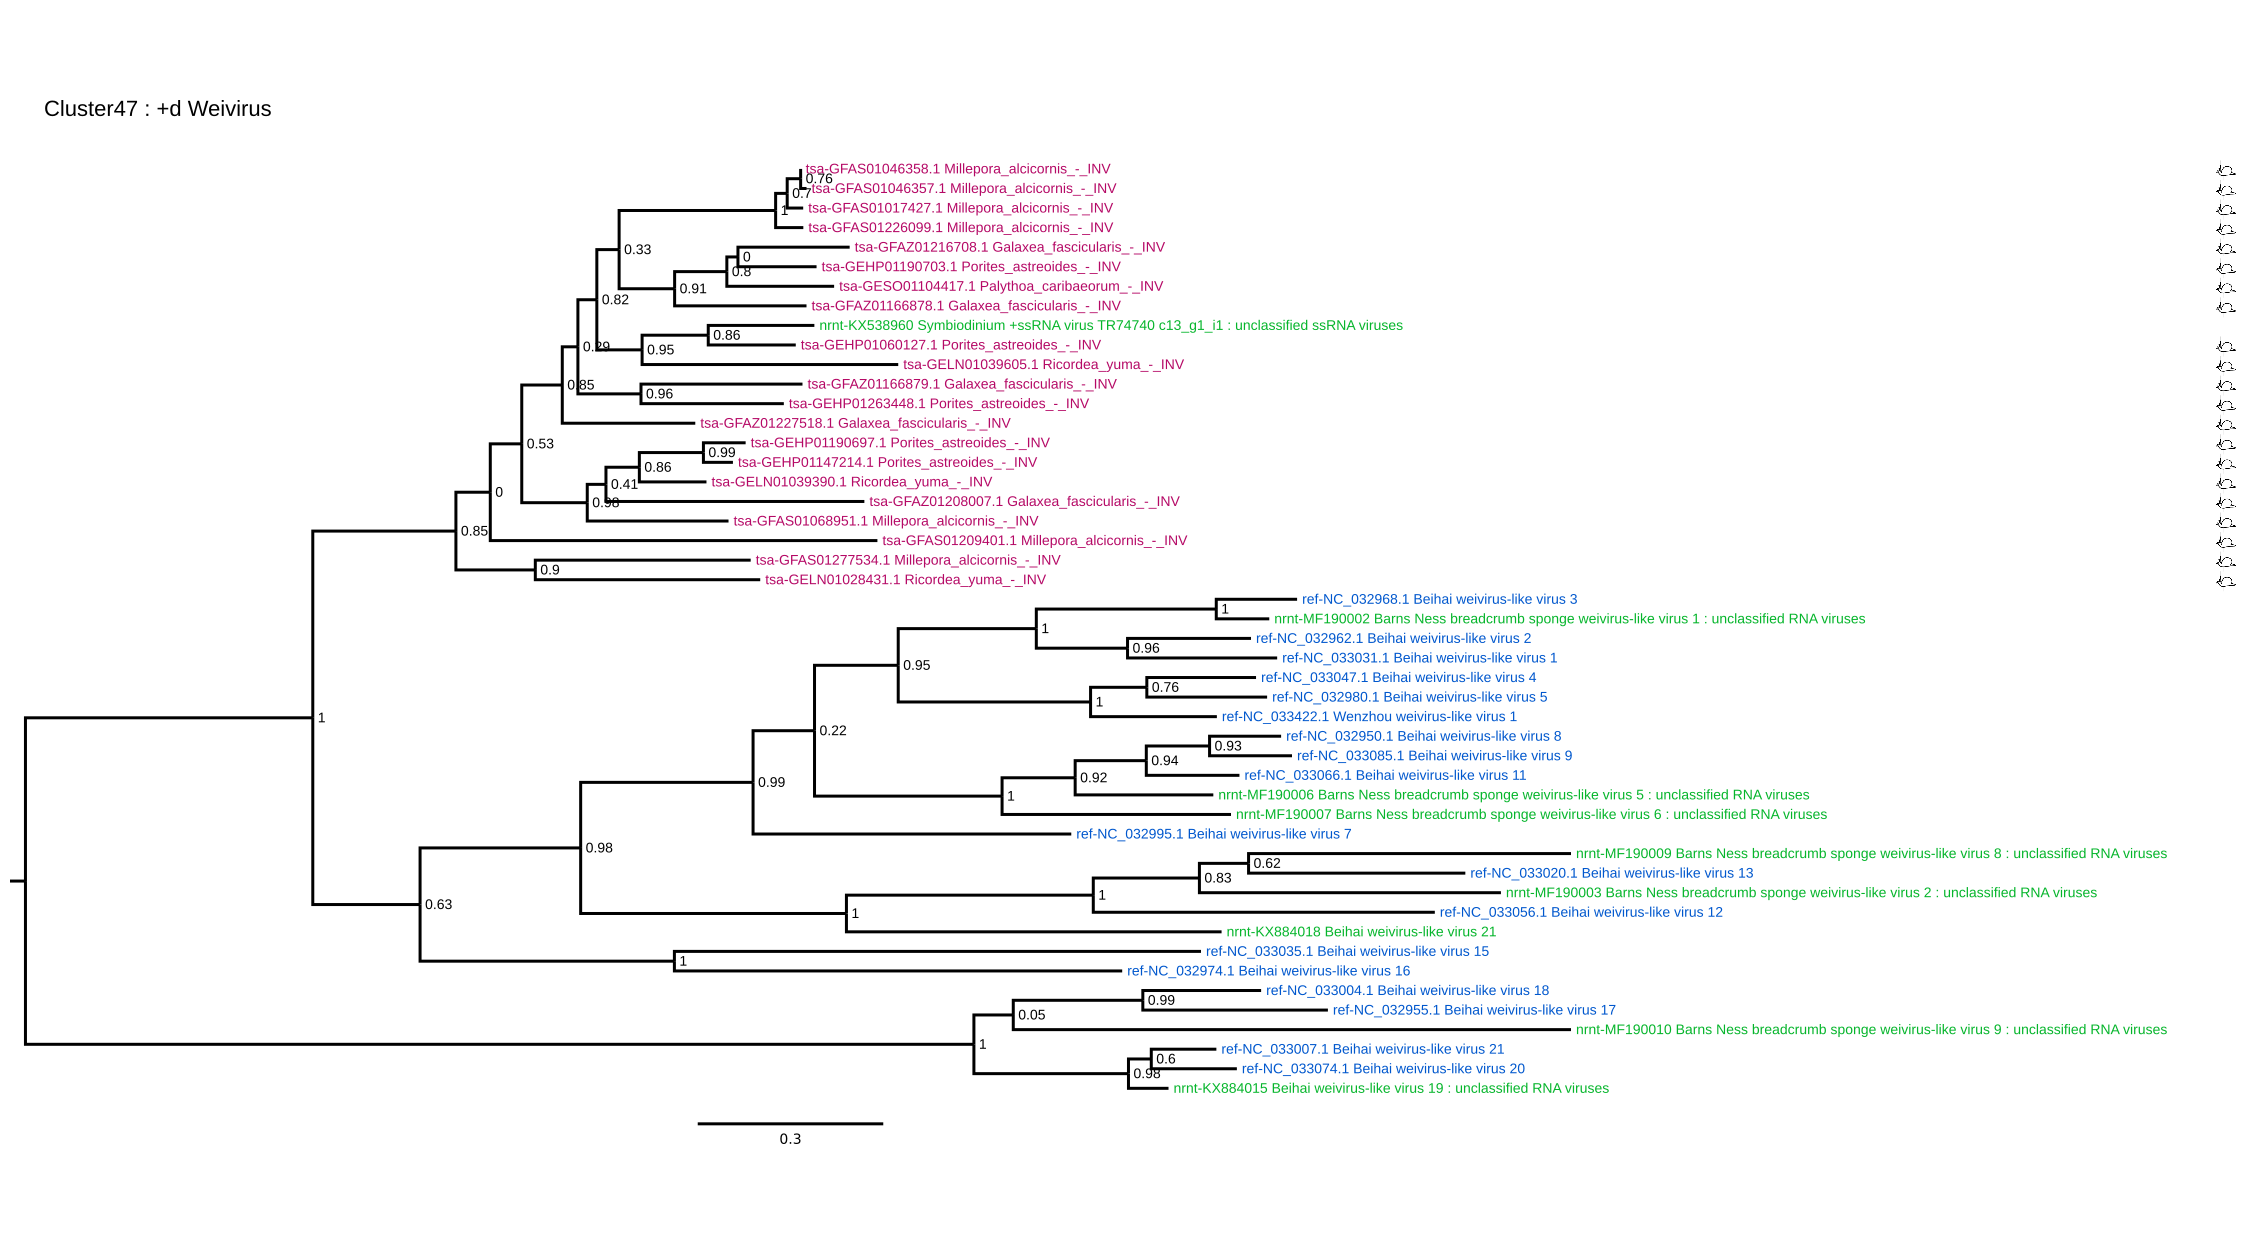 Cluster47 : +d Weivirus
tsa-GFAS01046358.1 Millepora_alcicornis_-_INV
0.76
tsa-GFAS01046357.1 Millepora_alcicornis_-_INV
0.7
tsa-GFAS01017427.1 Millepora_alcicornis_-_INV
1
tsa-GFAS01226099.1 Millepora_alcicornis_-_INV
0.33
tsa-GFAZ01216708.1 Galaxea_fascicularis_-_INV
0
tsa-GEHP01190703.1 Porites_astreoides_-_INV
0.8
tsa-GESO01104417.1 Palythoa_caribaeorum_-_INV
0.91
tsa-GFAZ01166878.1 Galaxea_fascicularis_-_INV
0.82
nrnt-KX538960 Symbiodinium +ssRNA virus TR74740 c13_g1_i1 : unclassified ssRNA viruses
0.86
tsa-GEHP01060127.1 Porites_astreoides_-_INV
0.29
0.95
tsa-GELN01039605.1 Ricordea_yuma_-_INV
0.85
tsa-GFAZ01166879.1 Galaxea_fascicularis_-_INV
0.96
tsa-GEHP01263448.1 Porites_astreoides_-_INV
tsa-GFAZ01227518.1 Galaxea_fascicularis_-_INV
0.53
tsa-GEHP01190697.1 Porites_astreoides_-_INV
0.99
tsa-GEHP01147214.1 Porites_astreoides_-_INV
0.86
tsa-GELN01039390.1 Ricordea_yuma_-_INV
0.41
0
tsa-GFAZ01208007.1 Galaxea_fascicularis_-_INV
0.98
tsa-GFAS01068951.1 Millepora_alcicornis_-_INV
0.85
tsa-GFAS01209401.1 Millepora_alcicornis_-_INV
tsa-GFAS01277534.1 Millepora_alcicornis_-_INV
0.9
tsa-GELN01028431.1 Ricordea_yuma_-_INV
ref-NC_032968.1 Beihai weivirus-like virus 3
1
nrnt-MF190002 Barns Ness breadcrumb sponge weivirus-like virus 1 : unclassified RNA viruses
1
ref-NC_032962.1 Beihai weivirus-like virus 2
0.96
ref-NC_033031.1 Beihai weivirus-like virus 1
0.95
ref-NC_033047.1 Beihai weivirus-like virus 4
0.76
ref-NC_032980.1 Beihai weivirus-like virus 5
1
ref-NC_033422.1 Wenzhou weivirus-like virus 1
1
0.22
ref-NC_032950.1 Beihai weivirus-like virus 8
0.93
ref-NC_033085.1 Beihai weivirus-like virus 9
0.94
ref-NC_033066.1 Beihai weivirus-like virus 11
0.92
0.99
nrnt-MF190006 Barns Ness breadcrumb sponge weivirus-like virus 5 : unclassified RNA viruses
1
nrnt-MF190007 Barns Ness breadcrumb sponge weivirus-like virus 6 : unclassified RNA viruses
ref-NC_032995.1 Beihai weivirus-like virus 7
0.98
nrnt-MF190009 Barns Ness breadcrumb sponge weivirus-like virus 8 : unclassified RNA viruses
0.62
ref-NC_033020.1 Beihai weivirus-like virus 13
0.83
nrnt-MF190003 Barns Ness breadcrumb sponge weivirus-like virus 2 : unclassified RNA viruses
1
0.63
ref-NC_033056.1 Beihai weivirus-like virus 12
1
nrnt-KX884018 Beihai weivirus-like virus 21
ref-NC_033035.1 Beihai weivirus-like virus 15
1
ref-NC_032974.1 Beihai weivirus-like virus 16
ref-NC_033004.1 Beihai weivirus-like virus 18
0.99
ref-NC_032955.1 Beihai weivirus-like virus 17
0.05
nrnt-MF190010 Barns Ness breadcrumb sponge weivirus-like virus 9 : unclassified RNA viruses
1
ref-NC_033007.1 Beihai weivirus-like virus 21
0.6
ref-NC_033074.1 Beihai weivirus-like virus 20
0.98
nrnt-KX884015 Beihai weivirus-like virus 19 : unclassified RNA viruses
0.3